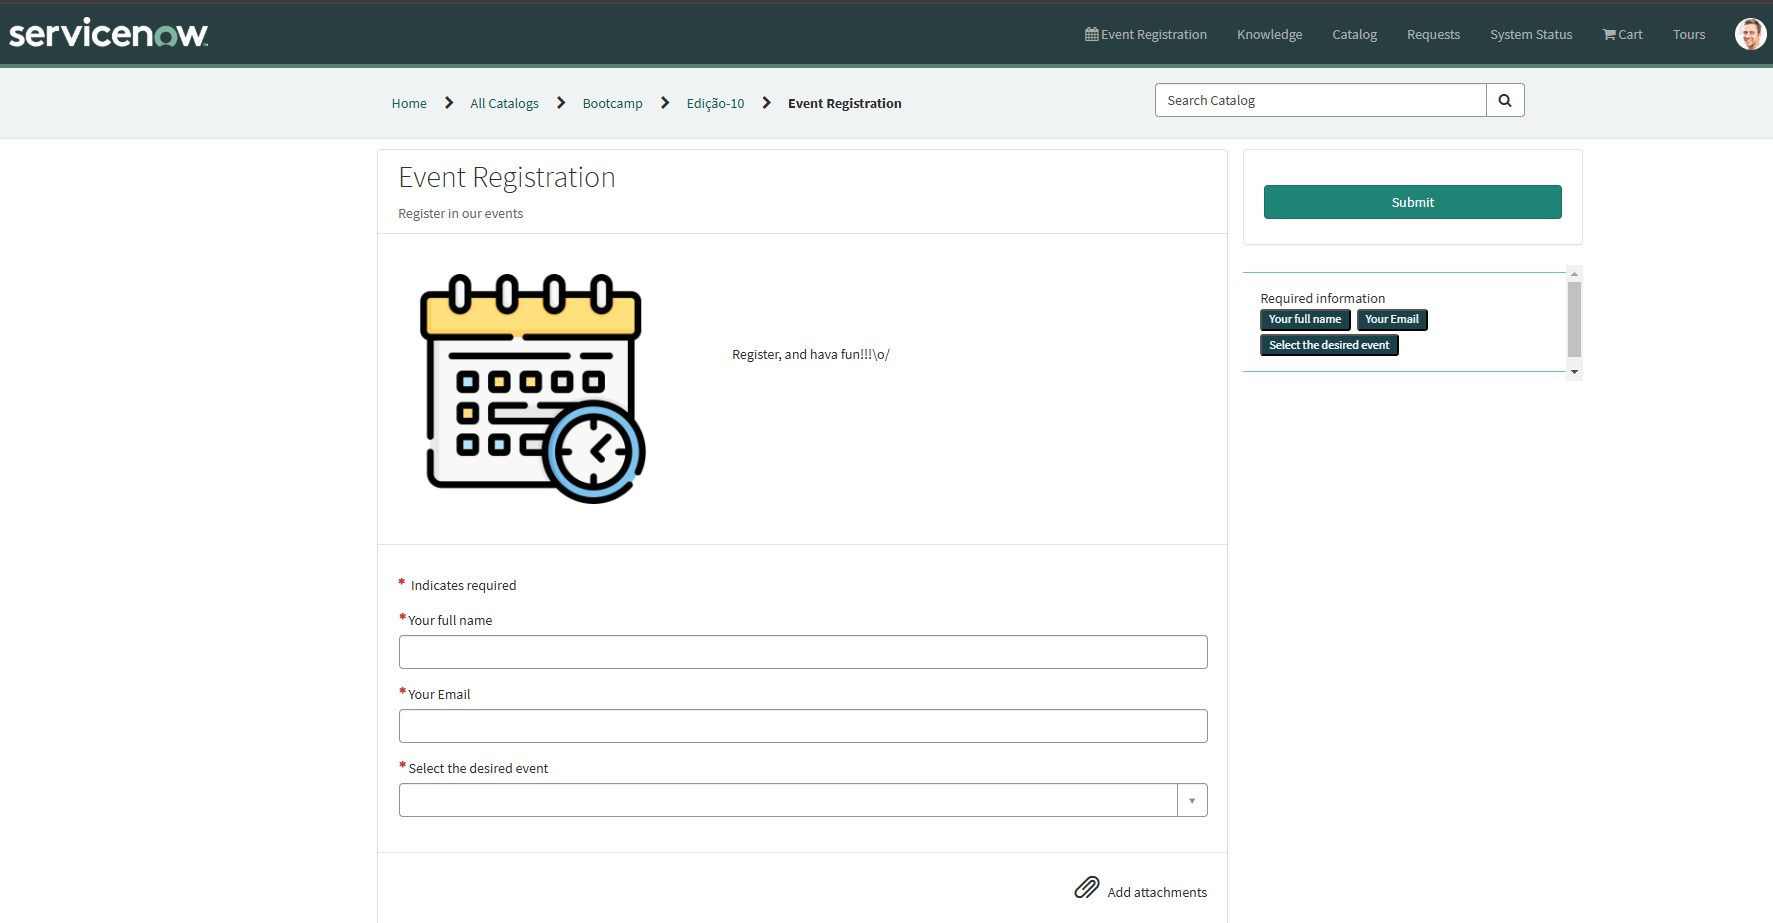 servicenow
Event Registration
Knowledge
Catalog
Requests
System Status
Cart
Tours
Home
All Catalogs
Bootcamp
Edição-10
Event Registration
Search Catalog
Event Registration
Register in our events
Submit
Register, and hava fun!!!\o/
Required information
Your full name
Your Email
Select the desired event
* Indicates required
* Your full name
* Your Email
* Select the desired event
Add attachments